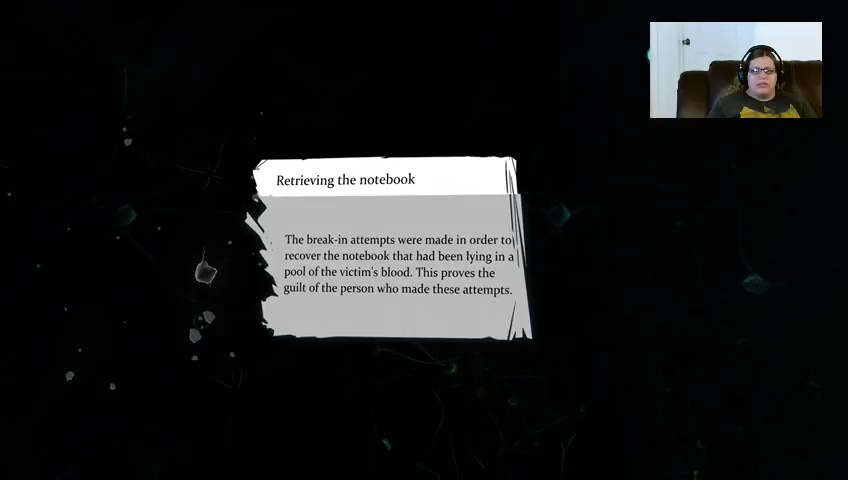 Retrieving the notebook
The break-in attempts were made in order to
recover the notebook that had been lying in a
pool of the victim's blood. This proves the
guilt of the person who made these attempts.